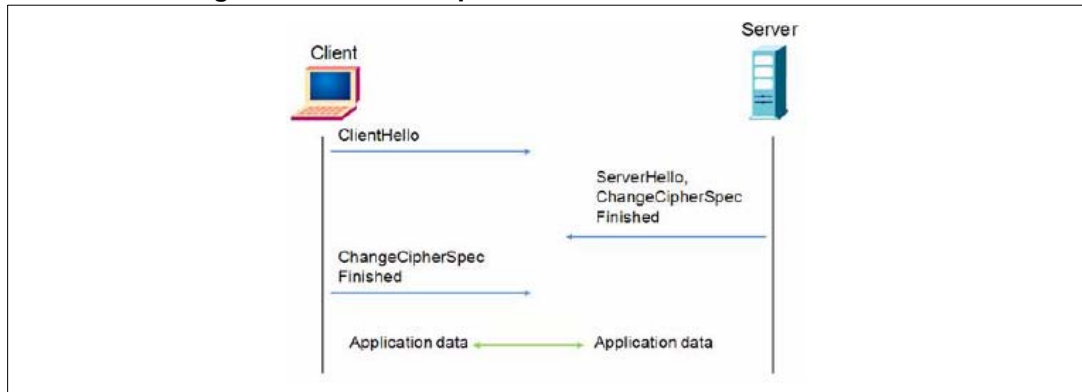 Server
Client
ClientHello
ServerHello,
ChangeCipherSpec
Finished
ChangeCipherSpec
Finished
Application data
Application data